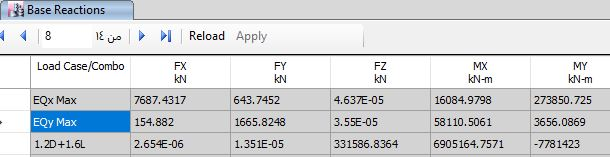 Base Reactions
8 من ١٤ Reload Apply
Load Case/Combo FX kN FY kN FZ kN MX kN-m MY kN-m
EQx Max 7687.4317 643.7452 4.637E-05 16084.9798 273850.725
EQy Max 154.882 1665.8248 3.55E-05 58110.5061 3656.0869
1.2D+1.6L 2.654E-06 1.351E-05 331586.8364 6905164.7571 -7781423